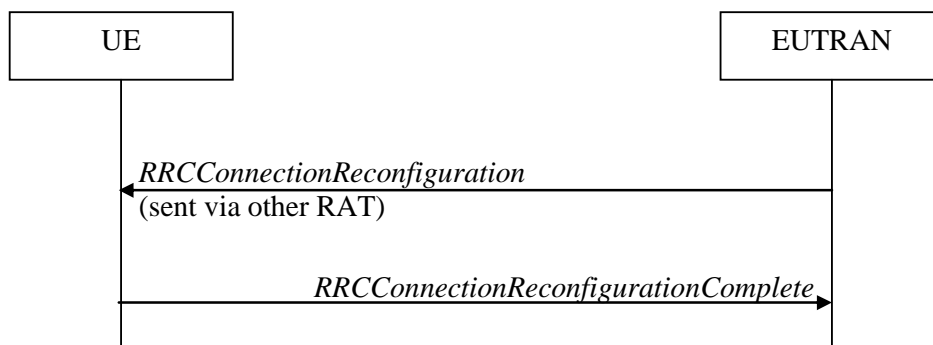 UE
EUTRAN
RRCConnectionReconfiguration
(sent via other RAT)
RRCConnectionReconfigurationComplete